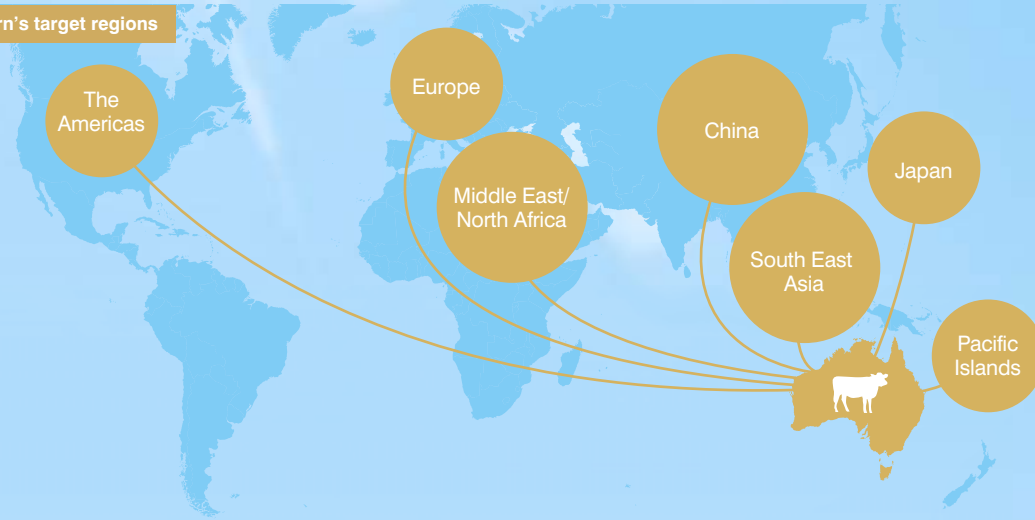 rn’s target regions
The
Americas
Europe
China
Japan
Middle East/
North Africa
South East
Asia
Pacific
Islands